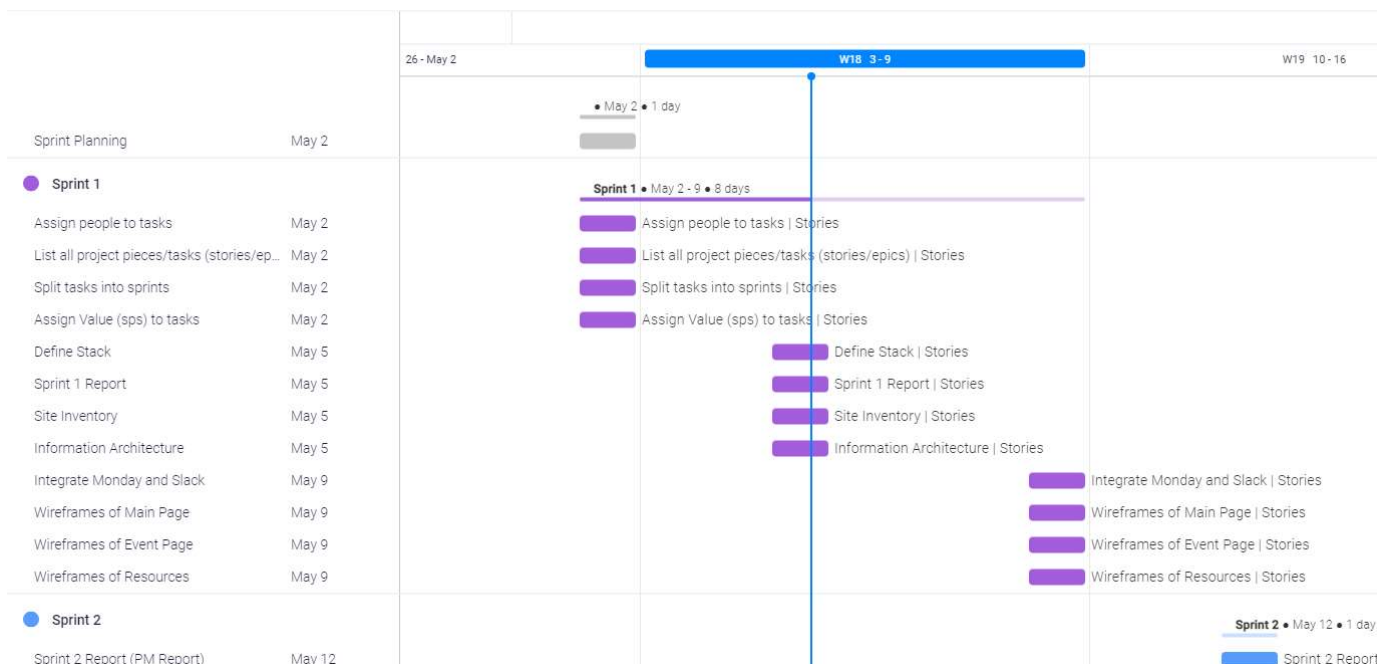 26 - May 2 W18 3 - 9 W19 10 - 16
● May 2 ● 1 day
Sprint Planning May 2
Sprint 1 Sprint 1 ● May 2 - 9 ● 8 days
Assign people to tasks May 2 Assign people to tasks | Stories
List all project pieces/tasks (stories/ep... May 2 List all project pieces/tasks (stories/epics) | Stories
Split tasks into sprints May 2 Split tasks into sprints | Stories
Assign Value (sps) to tasks May 2 Assign Value (sps) to tasks | Stories
Define Stack May 5 Define Stack | Stories
Sprint 1 Report May 5 Sprint 1 Report | Stories
Site Inventory May 5 Site Inventory | Stories
Information Architecture May 5 Information Architecture | Stories
Integrate Monday and Slack May 9 Integrate Monday and Slack | Stories
Wireframes of Main Page May 9 Wireframes of Main Page | Stories
Wireframes of Event Page May 9 Wireframes of Event Page | Stories
Wireframes of Resources May 9 Wireframes of Resources | Stories
Sprint 2 Sprint 2 ● May 12 ● 1 day
Sprint 2 Report (PM Report) May 12 Sprint 2 Report